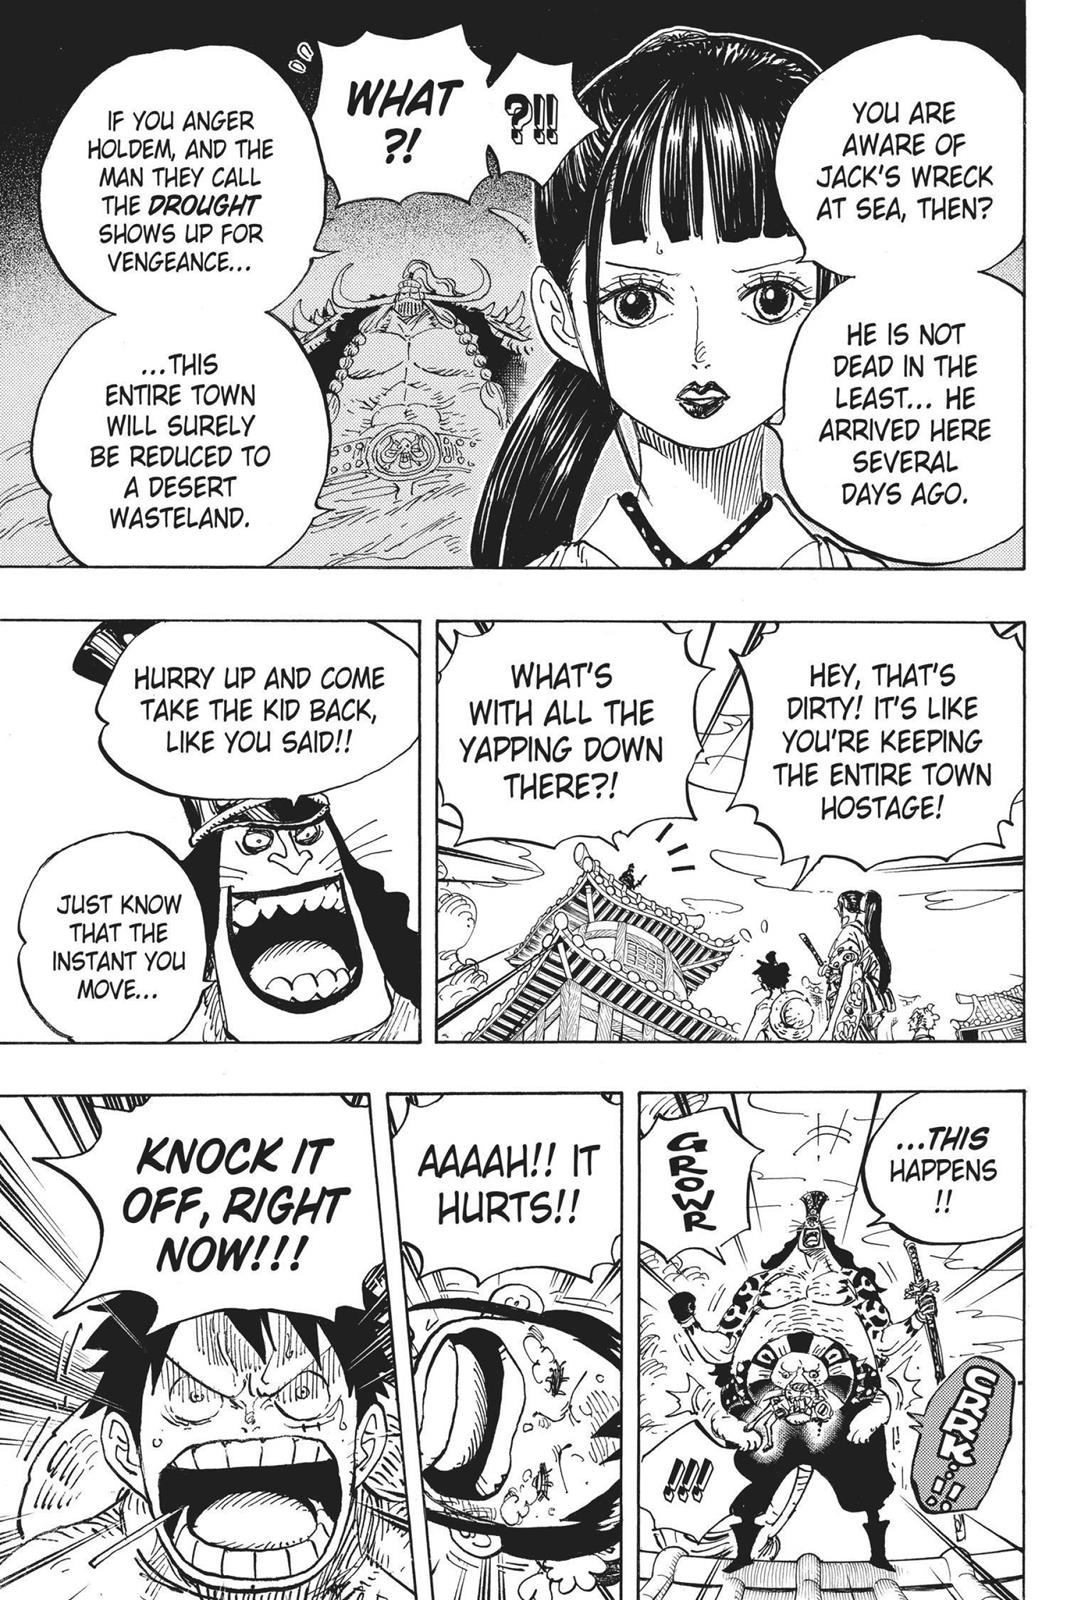 YOU ARE
AWARE OF
JACK'S WRECK
AT SEA, THEN?
HE IS NOT
DEAD IN THE
LEAST... HE
ARRIVED HERE
SEVERAL
DAYS AGO.
?!!
WHAT
?!
IF YOU ANGER
HOLDEM, AND THE
MAN THEY CALL
THE DROUGHT
SHOWS UP FOR
VENGEANCE...
...THIS
ENTIRE TOWN
WILL SURELY
BE REDUCED TO
A DESERT
WASTELAND.
HEY, THAT'S
DIRTY! IT'S LIKE
YOU'RE KEEPING
THE ENTIRE TOWN
HOSTAGE!
WHAT'S
WITH ALL THE
YAPPING DOWN
THERE?!
HURRY UP AND COME
TAKE THE KID BACK,
LIKE YOU SAID!!
JUST KNOW
THAT THE
INSTANT YOU
MOVE...
...THIS
HAPPENS
!!
GROWR
CRRK...!!
!!!
AAAAH!! IT
HURTS!!
KNOCK IT
OFF, RIGHT
NOW!!!